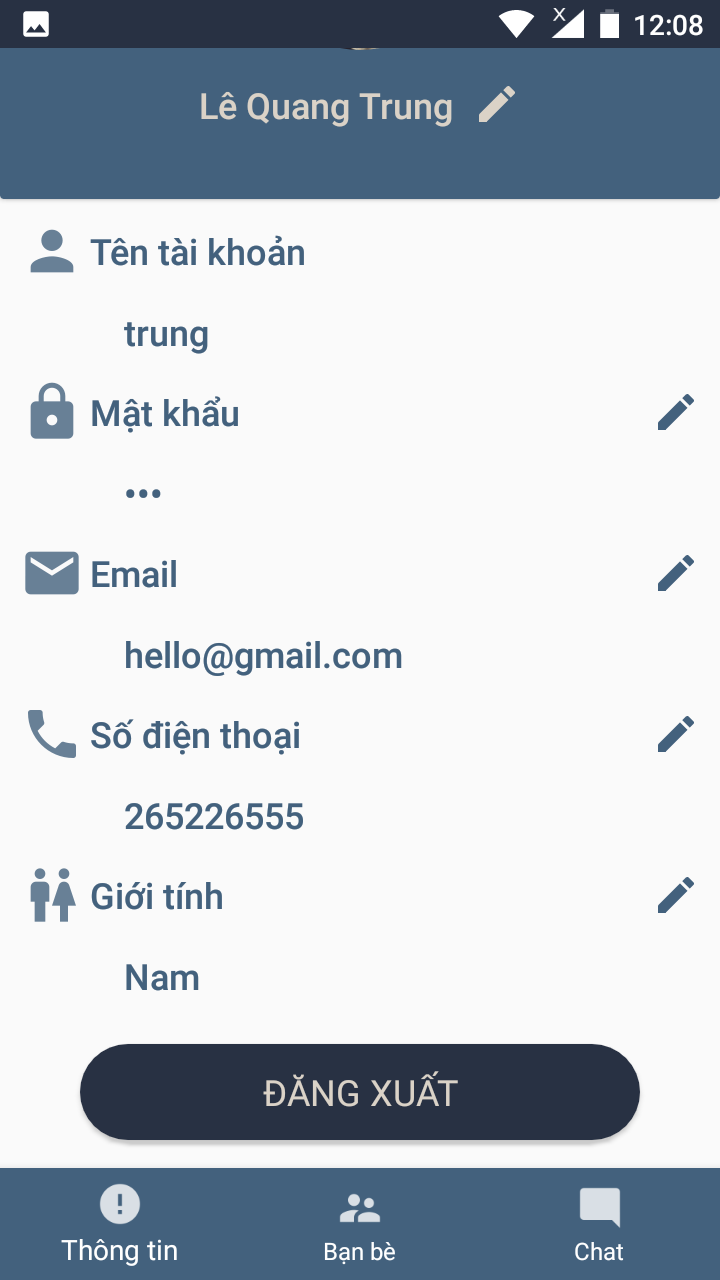 12:08
Lê Quang Trung
Tên tài khoản
trung
Mật khẩu
•••
Email
hello@gmail.com
Số điện thoại
265226555
Giới tính
Nam
ĐĂNG XUẤT
Thông tin
Bạn bè
Chat